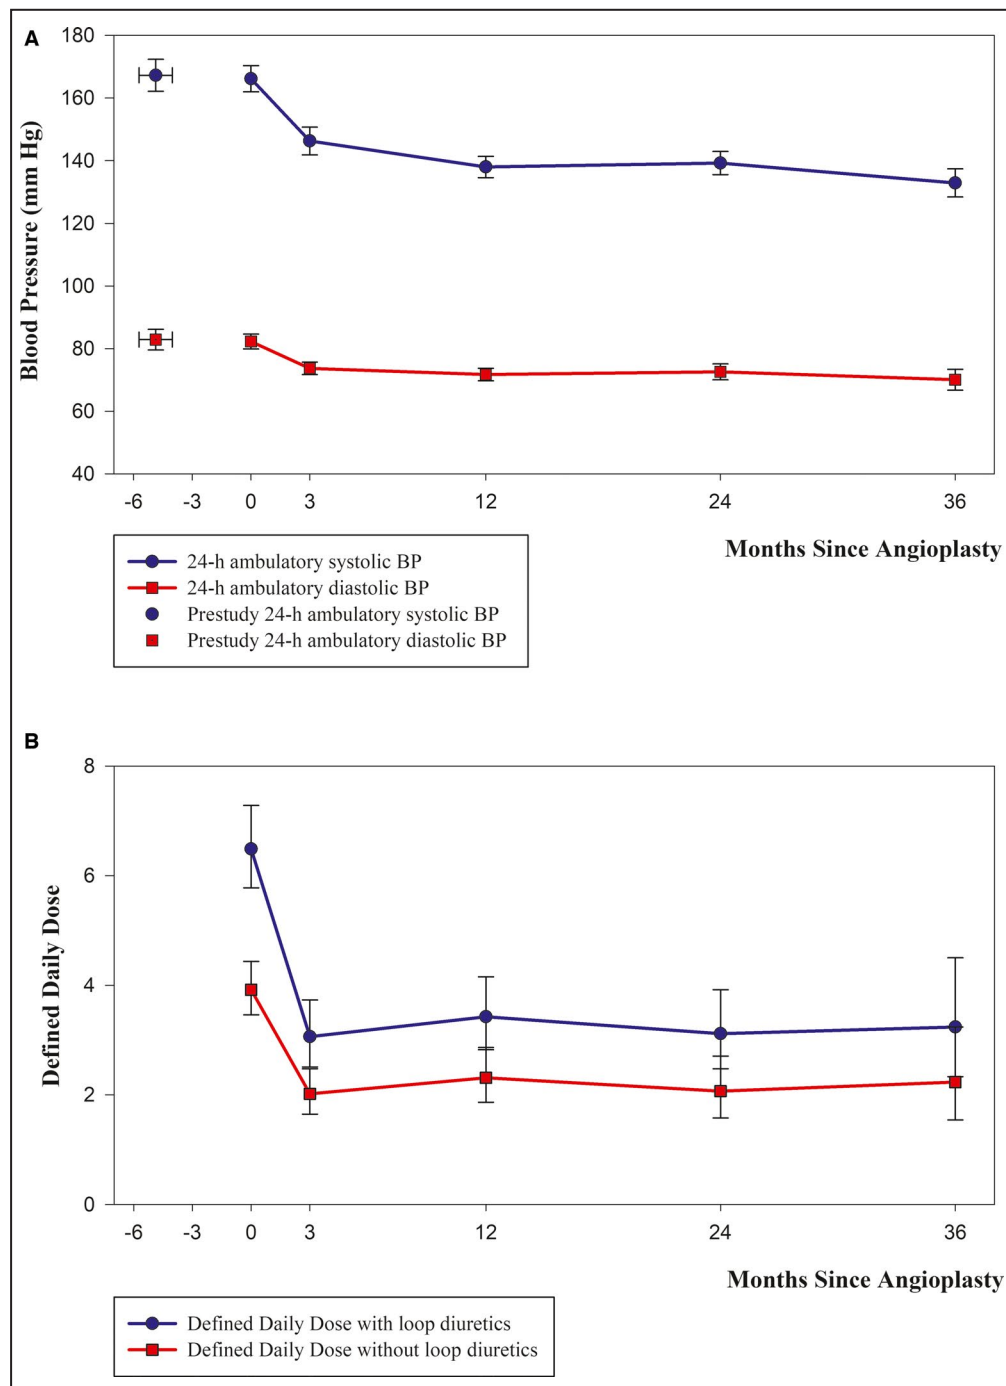 A
180
160
140
120
100
80
60
40
Blood Pressure (mm Hg)
-6 -3 0 3 12 24 36
Months Since Angioplasty
24-h ambulatory systolic BP
24-h ambulatory diastolic BP
Prestudy 24-h ambulatory systolic BP
Prestudy 24-h ambulatory diastolic BP
B
8
6
4
2
0
Defined Daily Dose
-6 -3 0 3 12 24 36
Months Since Angioplasty
Defined Daily Dose with loop diuretics
Defined Daily Dose without loop diuretics